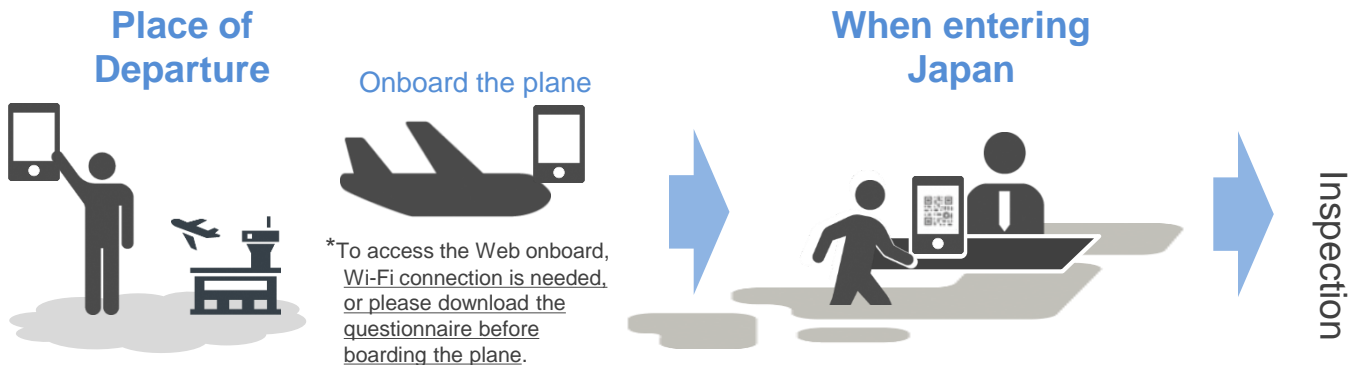 Place of
Departure
Onboard the plane
*To access the Web onboard,
Wi-Fi connection is needed,
or please download the
questionnaire before
boarding the plane.
When entering
Japan
Inspection